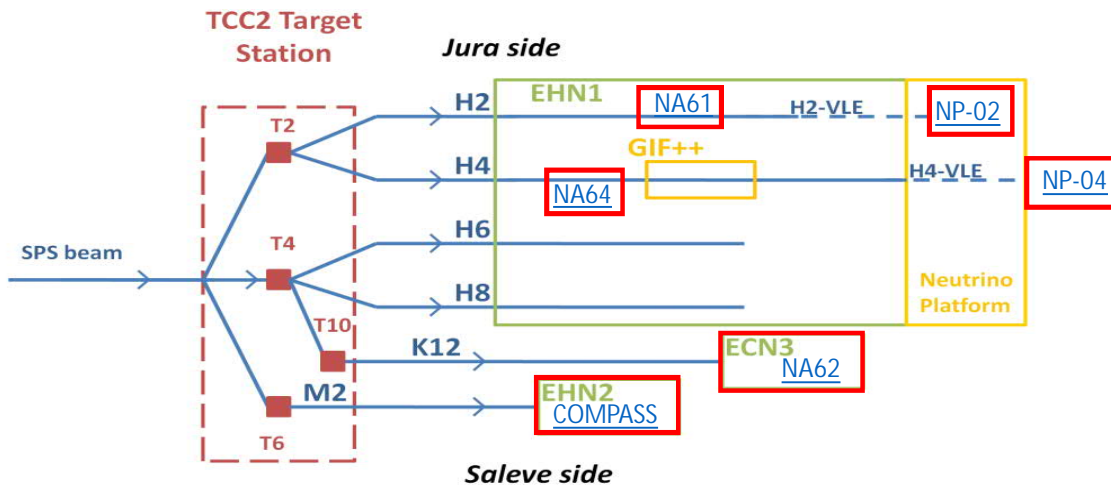 TCC2 Target
Station
Jura side
H2
EHN1
NA61
H2-VLE
NP-02
T2
GIF++
H4
H4-VLE
NP-04
NA64
T4
H6
SPS beam
H8
Neutrino
Platform
T10
K12
ECN3
NA62
M2
EHN2
COMPASS
T6
Saleve side